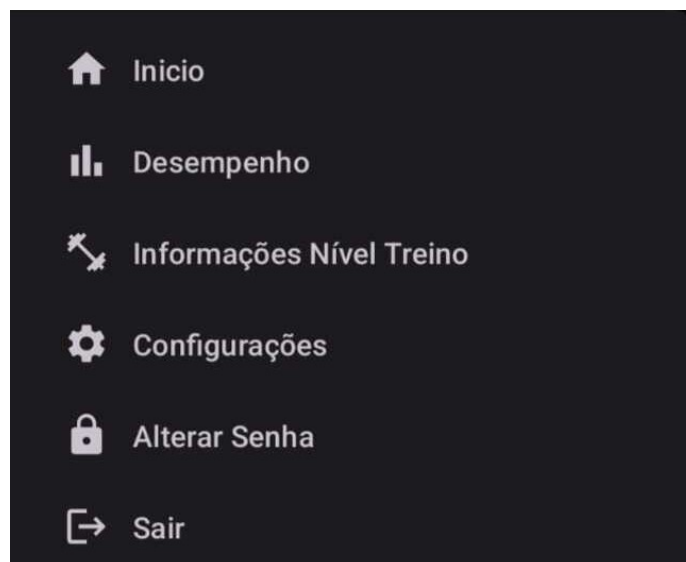 Inicio
Desempenho
Informações Nível Treino
Configurações
Alterar Senha
Sair